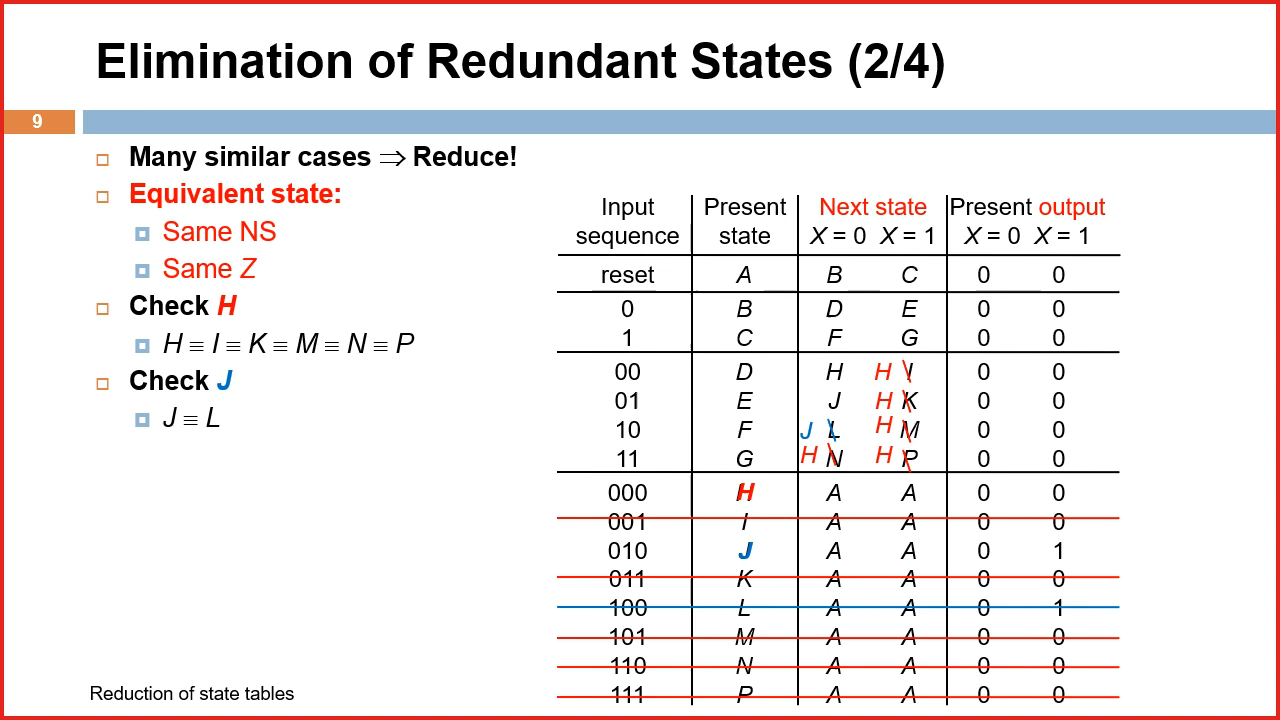 Elimination of Redundant States (2/4)
9
Many similar cases ⇒ Reduce!
Equivalent state:
Same NS
Same Z
Check H
H ≡ I ≡ K ≡ M ≡ N ≡ P
Check J
J ≡ L
Input Present Next state Present output
sequence state X = 0 X = 1 X = 0 X = 1
reset A B C 0 0
0 B D E 0 0
1 C F G 0 0
00 D H H I 0 0
01 E J H K 0 0
10 F J L H M 0 0
11 G H N H P 0 0
000 H A A 0 0
001 I A A 0 0
010 J A A 0 1
011 K A A 0 0
100 L A A 0 1
101 M A A 0 0
110 N A A 0 0
111 P A A 0 0
Reduction of state tables